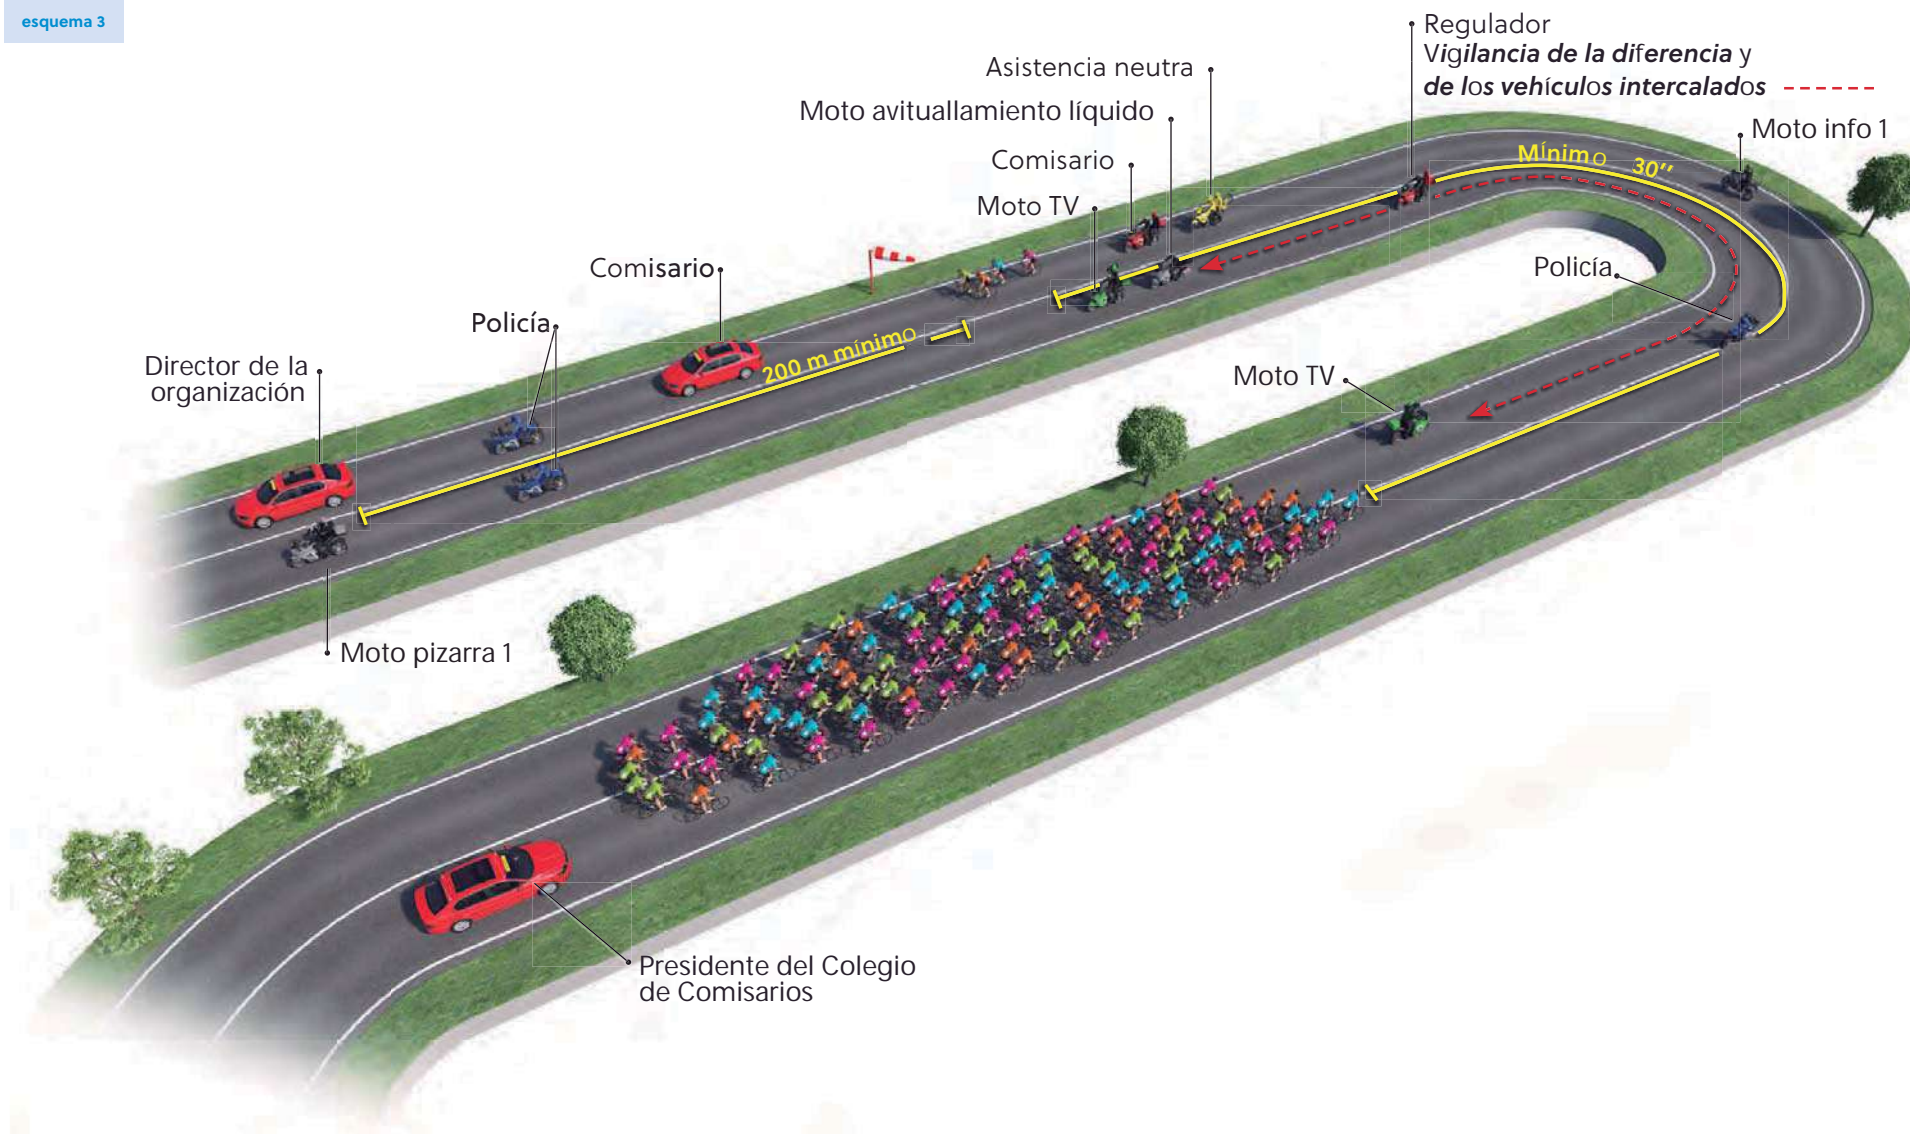 esquema 3
Regulador
Vigilancia de la diferencia y
de los vehículos intercalados
Asistencia neutra
Moto avituallamiento líquido
Moto info 1
Comisario
Mínimo 30’’
Moto TV
Comisario
Policía
Policía
200 m mínimo
Director de la
organización
Moto TV
Moto pizarra 1
Presidente del Colegio
de Comisarios